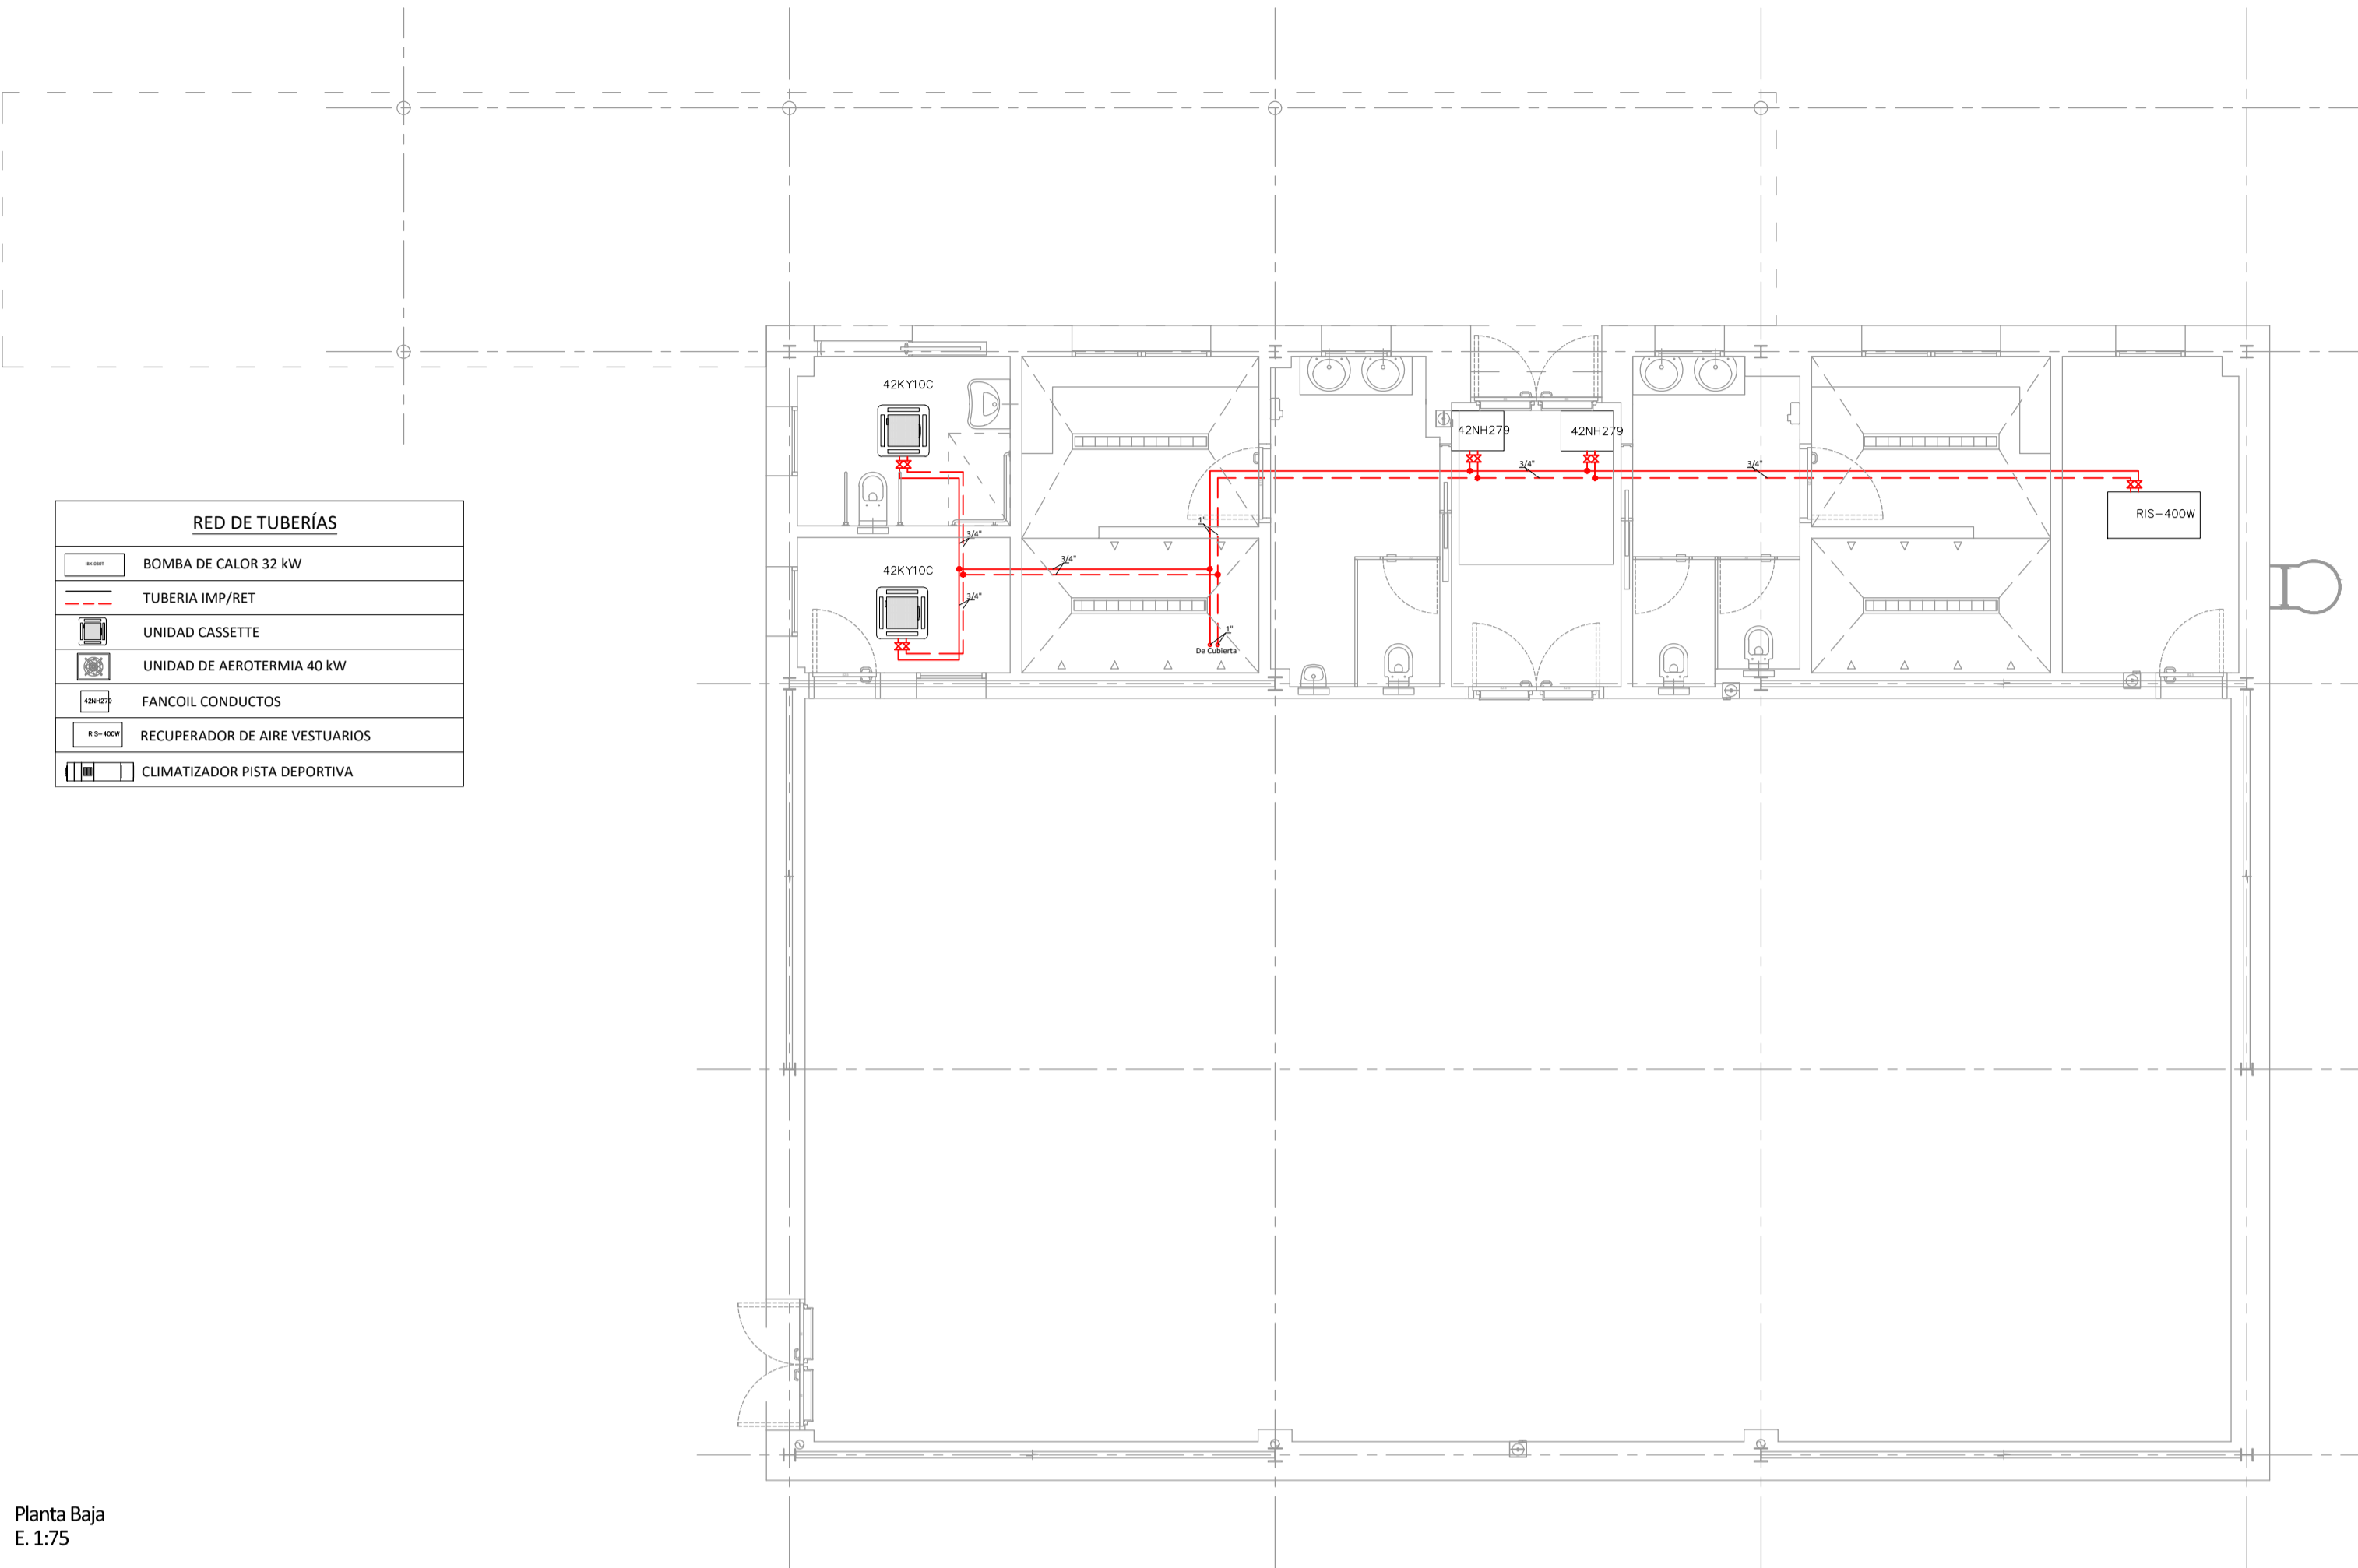 42KY10C
42NH279
42NH279
3/4"
3/4"
RIS-400W
1"
3/4"
3/4"
42KY10C
3/4"
1"
De Cubierta
RED DE TUBERÍAS
BOMBA DE CALOR 32 kW
TUBERIA IMP/RET
UNIDAD CASSETTE
UNIDAD DE AEROTERMIA 40 kW
42NH279 FANCOIL CONDUCTOS
RIS-400W RECUPERADOR DE AIRE VESTUARIOS
CLIMATIZADOR PISTA DEPORTIVA
Planta Baja
E. 1:75